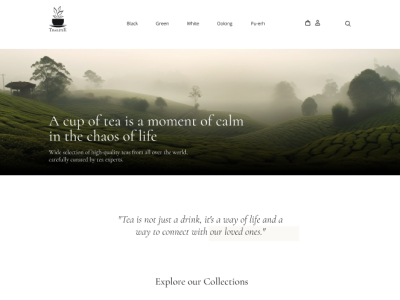 Black Green White Oolong Pu-erh
A cup of tea is a moment of calm
in the chaos of life
Wide selection of high-quality teas from all over the world
carefully curated by tea experts
"Tea is not just a drink, it's a way of life and a
way to connect with our loved ones."
Explore our Collections